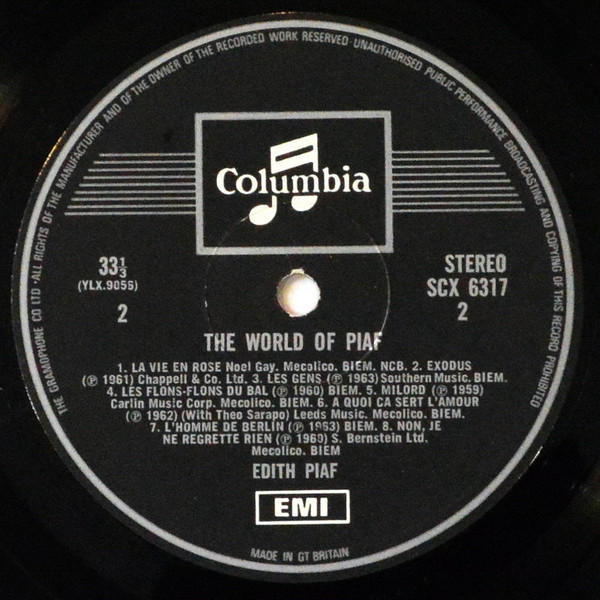 THE GRAMOPHONE CO LTD · ALL RIGHTS OF THE MANUFACTURER AND OF THE OWNER OF THE RECORDED WORK RESERVED · UNAUTHORISED PUBLIC PERFORMANCE BROADCASTING AND COPYING OF THIS RECORD PROHIBITED
Columbia
33⅓
(YLX.9056)
2
STEREO
SCX 6317
2
THE WORLD OF PIAF
1. LA VIE EN ROSE Noel Gay. Mecolico. BIEM. NCB. 2. EXODUS
(℗ 1961) Chappell & Co. Ltd. 3. LES GENS (℗ 1963) Southern Music. BIEM.
4. LES FLONS-FLONS DU BAL (℗ 1960) BIEM. 5. MILORD (℗ 1959)
Carlin Music Corp. Mecolico. BIEM. 6. A QUOI CA SERT L'AMOUR
(℗ 1962) (With Theo Sarapo) Leeds Music. Mecolico. BIEM.
7. L'HOMME DE BERLIN (℗ 1963) BIEM. 8. NON, JE
NE REGRETTE RIEN (℗ 1960) S. Bernstein Ltd.
Mecolico. BIEM
EDITH PIAF
EMI
MADE IN GT BRITAIN